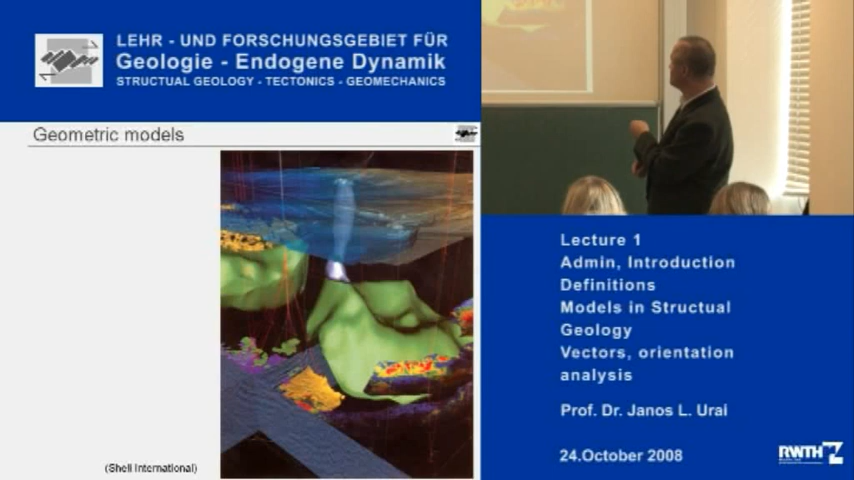 LEHR - UND FORSCHUNGSGEBIET FÜR
Geologie - Endogene Dynamik
STRUCTURAL GEOLOGY - TECTONICS - GEOMECHANICS
Geometric models
(Shell International)
Lecture 1
Admin, Introduction
Definitions
Models in Structual
Geology
Vectors, orientation
analysis
Prof. Dr. Janos L. Urai
24.October 2008
RWTH